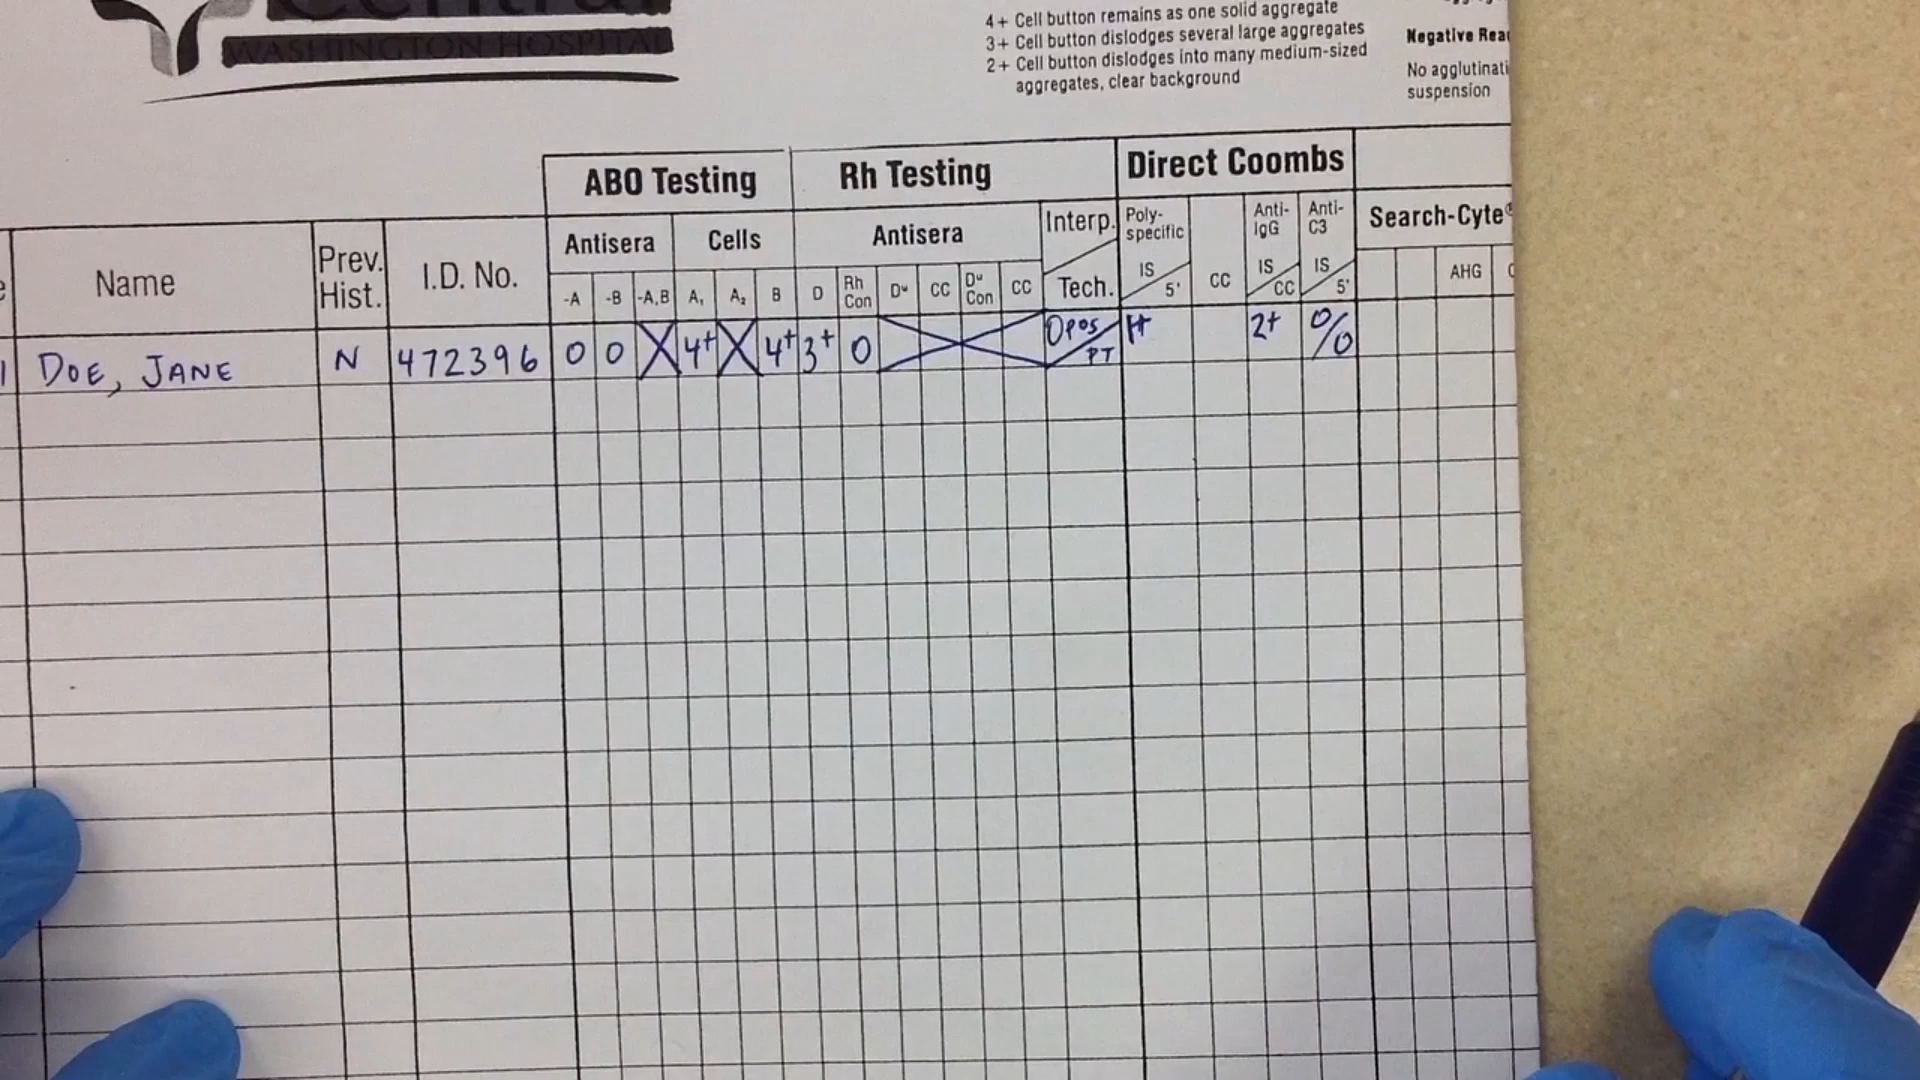 Central
WASHINGTON HOSPITAL
4+ Cell button remains as one solid aggregate
3+ Cell button dislodges several large aggregates
2+ Cell button dislodges into many medium-sized
aggregates, clear background
Negative
No
suspension
ABO Testing Rh Testing Direct Coombs
Name Prev. Hist. I.D. No. Antisera Cells Antisera Interp. Tech. Poly-specific IS 5' CC Anti-IgG IS CC Anti-C3 IS 5' Search-Cyte®
-A -B -A,B A₁ A₂ B D Rh Con Dᵘ CC Dᵘ Con CC AHG
DOE, JANE N 472396 0 0 X 4+ X 4+ 3+ 0 O pos PT 2+ 0/0